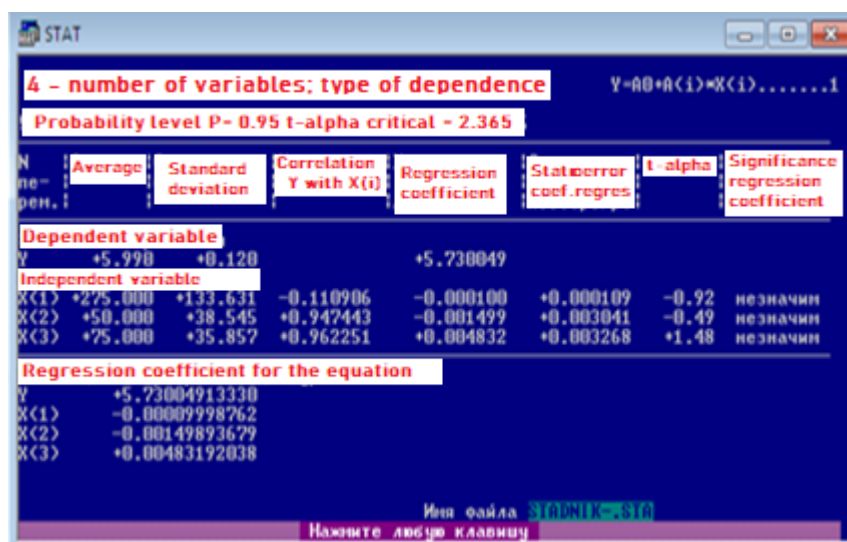 STAT
4 - number of variables; type of dependence Y=A0+A(i)*X(i).......1
Probability level P= 0.95 t-alpha critical = 2.365
N пе- рен. Average Standard deviation Correlation Y with X(i) Regression coefficient coef.regres t-alpha Significance regression coefficient
Dependent variable
Y +5.990 +0.120 +5.730049
Independent variable
X(1) +275.000 +133.631 -0.110906 -0.000100 +0.000109 -0.92 незначим
X(2) +50.000 +38.545 +0.947443 -0.001499 +0.003041 -0.49 незначим
X(3) +75.000 +35.857 +0.962251 +0.004832 +0.003268 +1.48 незначим
Regression coefficient for the equation
Y +5.73004913330
X(1) -0.00009998762
X(2) -0.00149893679
X(3) +0.00483192038
Имя файла STADNIK-.STA
Нажмите любую клавишу